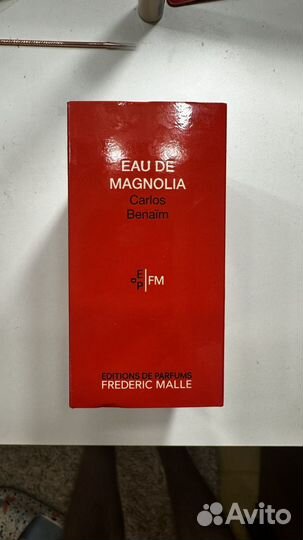 EAU DE
MAGNOLIA
Carlos
Benaïm
E
d
P
FM
EDITIONS DE PARFUMS
FREDERIC MALLE
Avito